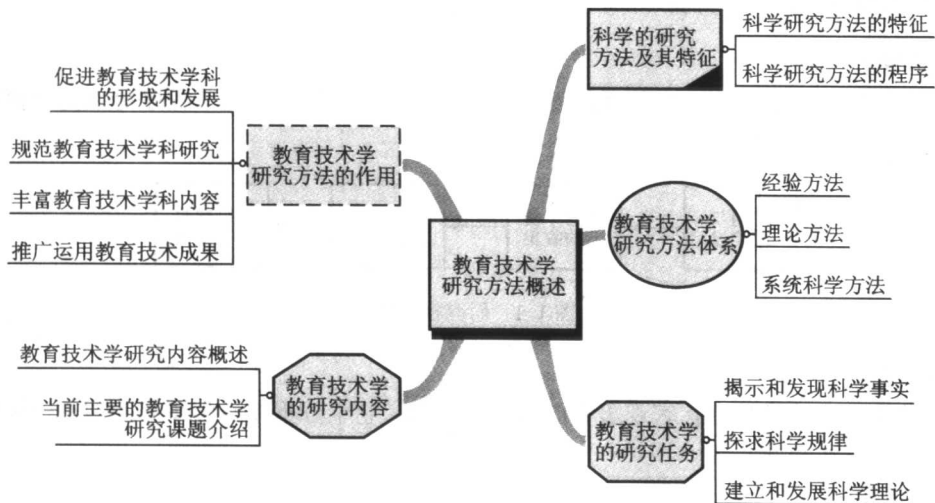 科学的研究
方法及其特征
科学研究方法的特征
科学研究方法的程序
促进教育技术学科
的形成和发展
规范教育技术学科研究
丰富教育技术学科内容
推广运用教育技术成果
教育技术学
研究方法的作用
教育技术学
研究方法体系
经验方法
理论方法
系统科学方法
教育技术学
研究方法概述
教育技术学研究内容概述
当前主要的教育技术学
研究课题介绍
教育技术学
的研究内容
教育技术学
的研究任务
揭示和发现科学事实
探求科学规律
建立和发展科学理论